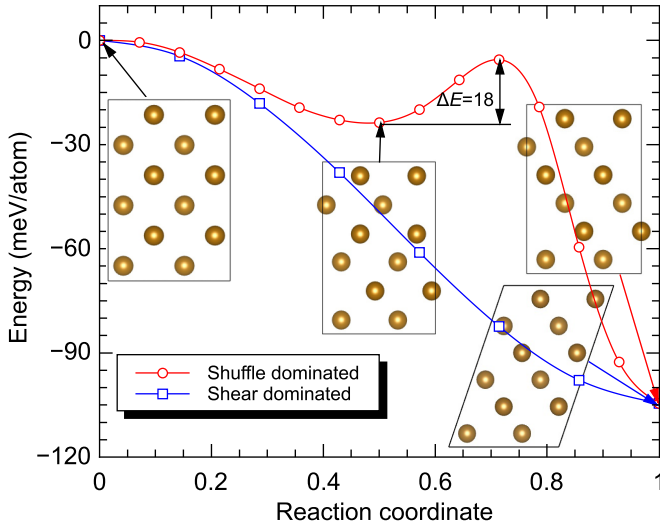 0
−30
−60
−90
−120
Energy (meV/atom)
ΔE=18
Shuffle dominated
Shear dominated
0 0.2 0.4 0.6 0.8 1
Reaction coordinate